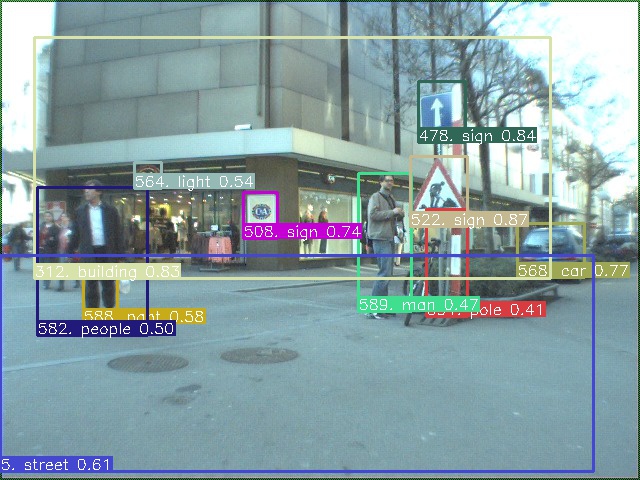 478. sign 0.84
564. light 0.54
522. sign 0.87
508. sign 0.74
312. building 0.83
568. car 0.77
589. man 0.47
pole 0.41
588. pant 0.58
582. people 0.50
5. street 0.61